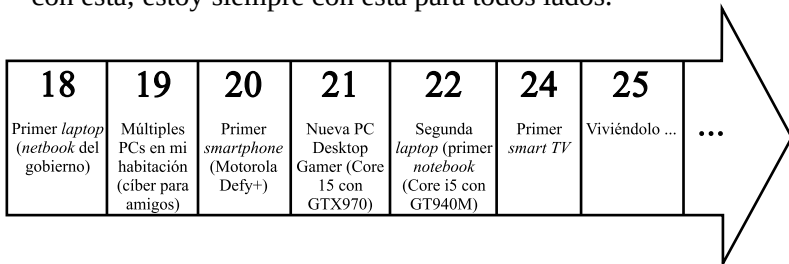 con esta, estoy siempre con esta para todos lados.
18
Primer laptop
(netbook del
gobierno)
19
Múltiples
PCs en mi
habitación
(cíber para
amigos)
20
Primer
smartphone
(Motorola
Defy+)
21
Nueva PC
Desktop
Gamer (Core
15 con
GTX970)
22
Segunda
laptop (primer
notebook
(Core i5 con
GT940M)
24
Primer
smart TV
25
Viviéndolo ...
...